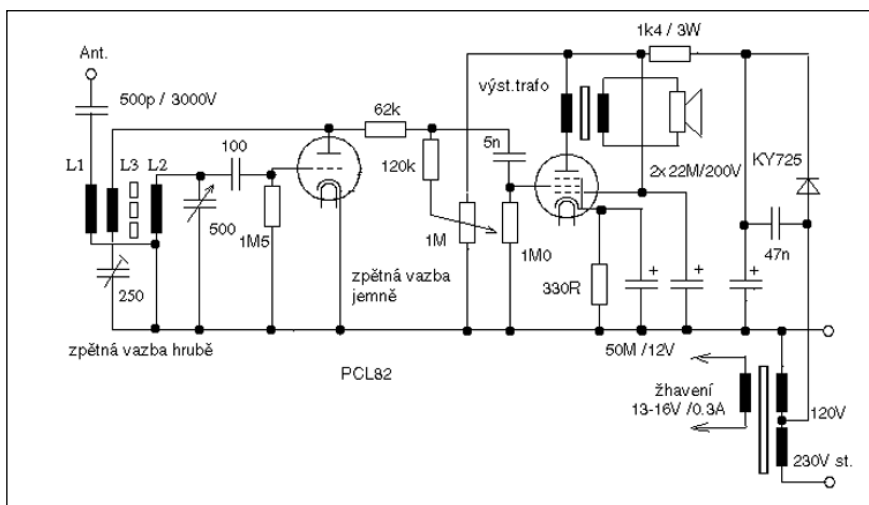 Ant.
500p / 3000V
L1
L3
L2
100
500
1M5
250
zpětná vazba hrubě
62k
120k
1M
zpětná vazba
jemně
PCL82
5n
1M0
výst.trafo
1k4 / 3W
2x22M/200V
KY725
47n
330R
50M /12V
žhavení
13-16V /0.3A
120V
230V st.